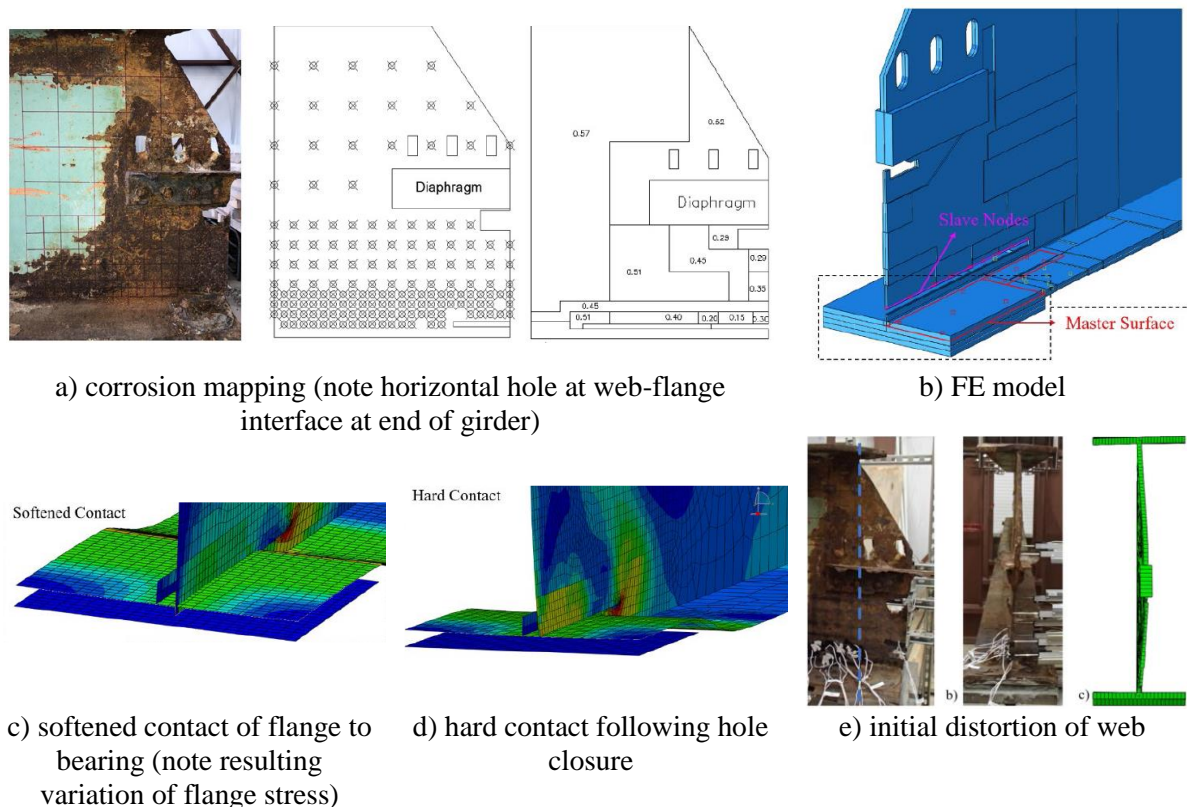 Diaphragm
0.57
0.52
Diaphragm
0.29
0.45
0.29
0.51
0.35
0.45
0.51
0.40
0.20
0.15
0.30
Slave Nodes
Master Surface
a) corrosion mapping (note horizontal hole at web-flange
interface at end of girder)
b) FE model
Softened Contact
Hard Contact
b)
c)
c) softened contact of flange to
bearing (note resulting
variation of flange stress)
d) hard contact following hole
closure
e) initial distortion of web